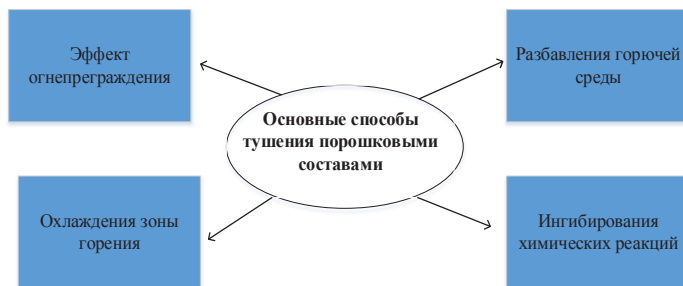 Эффект
огнепреграждения
Разбавления горючей
среды
Основные способы
тушения порошковыми
составами
Охлаждения зоны
горения
Ингибирования
химических реакций